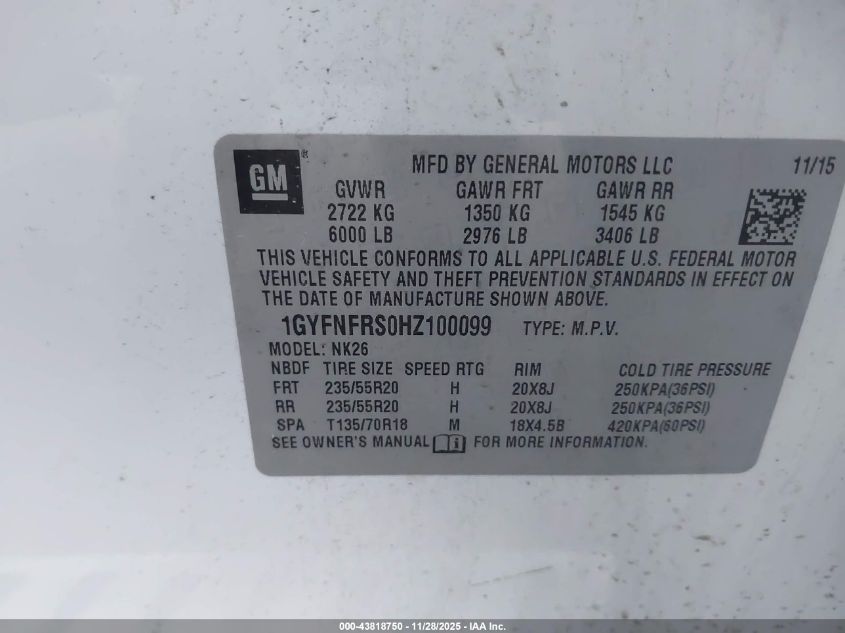 GM
MFD BY GENERAL MOTORS LLC 11/15
GVWR GAWR FRT GAWR RR
2722 KG 1350 KG 1545 KG
6000 LB 2976 LB 3406 LB
THIS VEHICLE CONFORMS TO ALL APPLICABLE U.S. FEDERAL MOTOR
VEHICLE SAFETY AND THEFT PREVENTION STANDARDS IN EFFECT ON
THE DATE OF MANUFACTURE SHOWN ABOVE.
1GYFNFRS0HZ100099 TYPE: M.P.V.
MODEL: NK26
NBDF TIRE SIZE SPEED RTG RIM COLD TIRE PRESSURE
FRT 235/55R20 H 20X8J 250KPA(36PSI)
RR 235/55R20 H 20X8J 250KPA(36PSI)
SPA T135/70R18 M 18X4.5B 420KPA(60PSI)
SEE OWNER'S MANUAL FOR MORE INFORMATION.
000-43818750 - 11/28/2025 - IAA Inc.